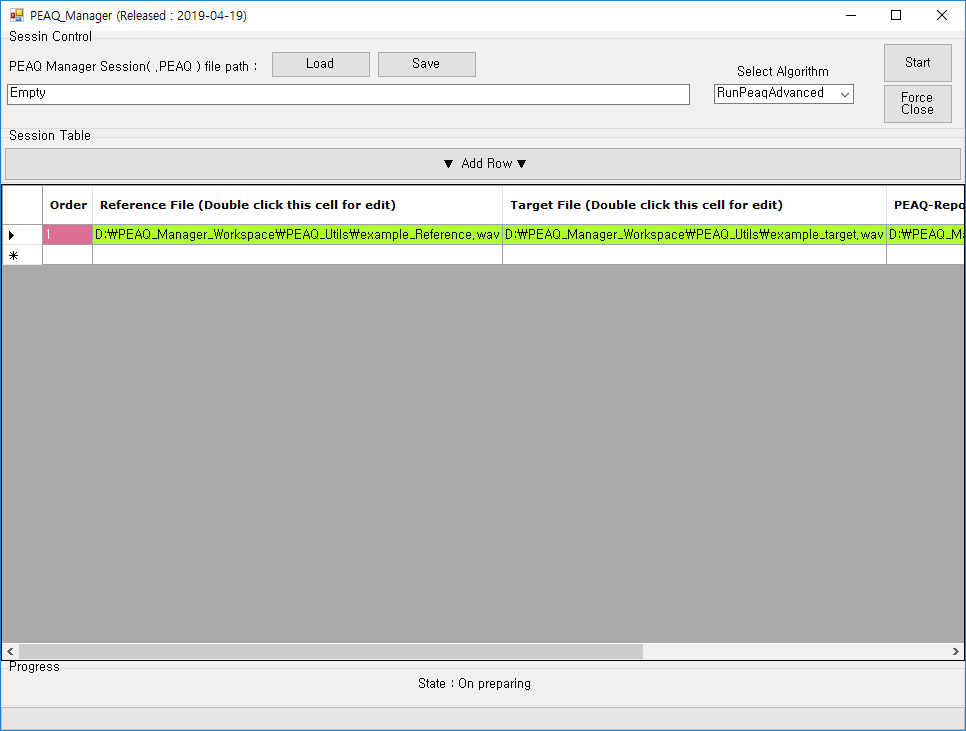 PEAQ_Manager (Released : 2019-04-19)
Sessin Control
PEAQ Manager Session( .PEAQ ) file path :
Load
Save
Select Algorithm
Start
Empty
RunPeaqAdvanced
Force
Close
Session Table
▼ Add Row ▼
Order
Reference File (Double click this cell for edit)
Target File (Double click this cell for edit)
PEAQ-Repo
1
D:₩PEAQ_Manager_Workspace₩PEAQ_Utils₩example_Reference.wav
D:₩PEAQ_Manager_Workspace₩PEAQ_Utils₩example_target.wav
D:₩PEAQ_Ma
Progress
State : On preparing